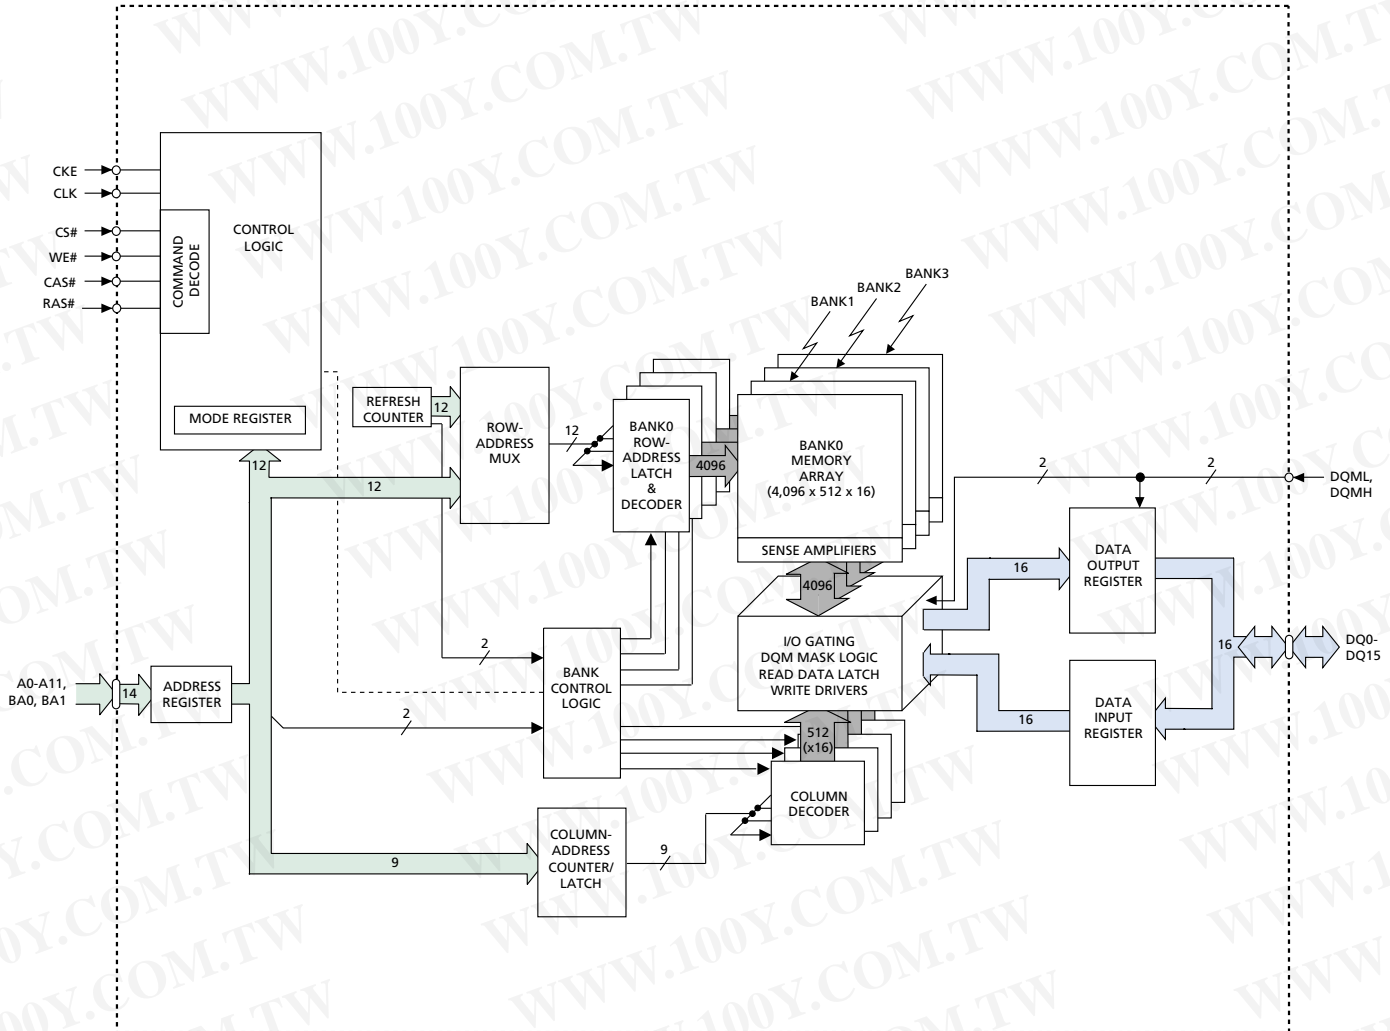 WWW.100Y.COM.TW
CKE
CLK
CS#
WE#
CAS#
RAS#
COMMAND
DECODE
CONTROL
LOGIC
MODE REGISTER
12
12
REFRESH
COUNTER
12
ROW-
ADDRESS
MUX
12
BANK0
ROW-
ADDRESS
LATCH
&
DECODER
4096
BANK1
BANK2
BANK3
BANK0
MEMORY
ARRAY
(4,096 x 512 x 16)
SENSE AMPLIFIERS
4096
I/O GATING
DQM MASK LOGIC
READ DATA LATCH
WRITE DRIVERS
512
(x16)
COLUMN
DECODER
2
2
DQML,
DQMH
16
DATA
OUTPUT
REGISTER
16
DQ0-
DQ15
16
DATA
INPUT
REGISTER
A0-A11,
BA0, BA1
14
ADDRESS
REGISTER
2
2
BANK
CONTROL
LOGIC
9
COLUMN-
ADDRESS
COUNTER/
LATCH
9